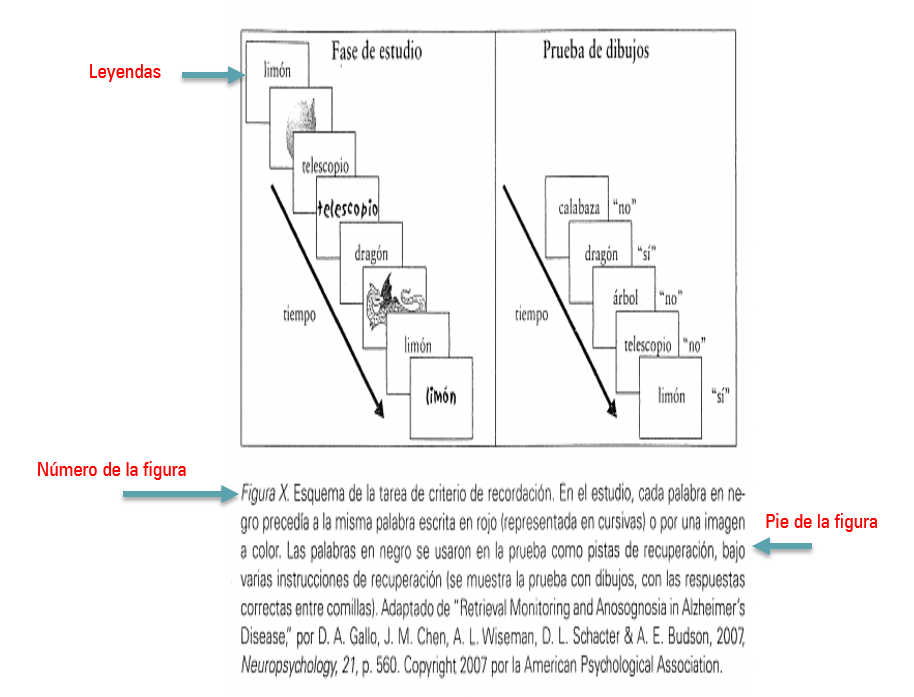 Fase de estudio
Prueba de dibujos
Leyendas
limón
telescopio
telescopio
dragón
limón
limón
tiempo
calabaza "no"
dragón "sí"
árbol "no"
telescopio "no"
limón "sí"
tiempo
Número de la figura
Figura X. Esquema de la tarea de criterio de recordación. En el estudio, cada palabra en ne-
gro precedía a la misma palabra escrita en rojo (representada en cursivas) o por una imagen
Pie de la figura
a color. Las palabras en negro se usaron en la prueba como pistas de recuperación, bajo
varias instrucciones de recuperación (se muestra la prueba con dibujos, con las respuestas
correctas entre comillas). Adaptado de "Retrieval Monitoring and Anosognosia in Alzheimer's
Disease," por D. A. Gallo, J. M. Chen, A. L. Wiseman, D. L. Schacter & A. E. Budson, 2007,
Neuropsychology, 21, p. 560. Copyright 2007 por la American Psychological Association.